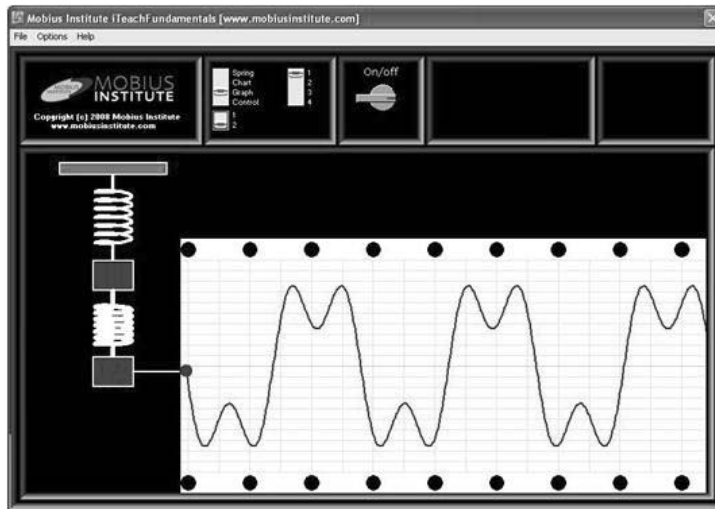 Mobius Institute iTeachFundamentals [www.mobiusinstitute.com]
File Options Help
MOBIUS
INSTITUTE
Copyright (c) 2008 Mobius Institute
www.mobiusinstitute.com
Spring
Chart
Graph
Control
1
2
1
2
3
4
On/off